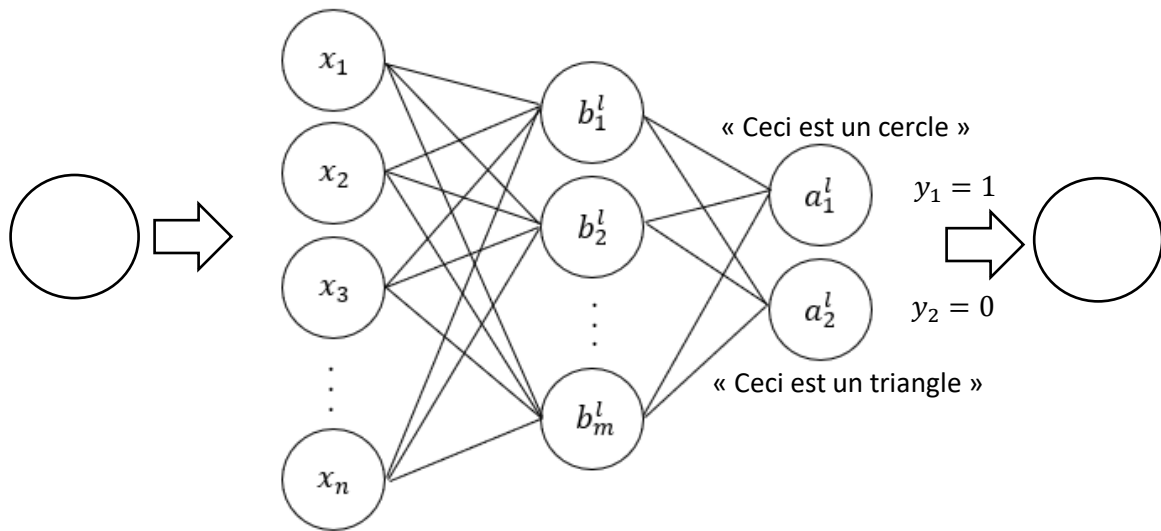 x₁
x₂
x₃
⋮
xₙ
b₁ˡ
b₂ˡ
⋮
bₘˡ
« Ceci est un cercle »
a₁ˡ
y₁ = 1
a₂ˡ
y₂ = 0
« Ceci est un triangle »